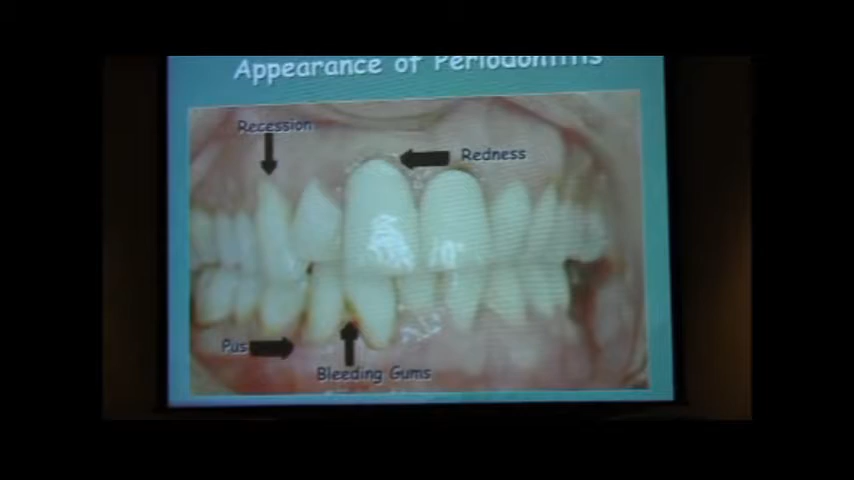 Appearance of Periodontitis
Recession
Redness
Pus
Bleeding Gums